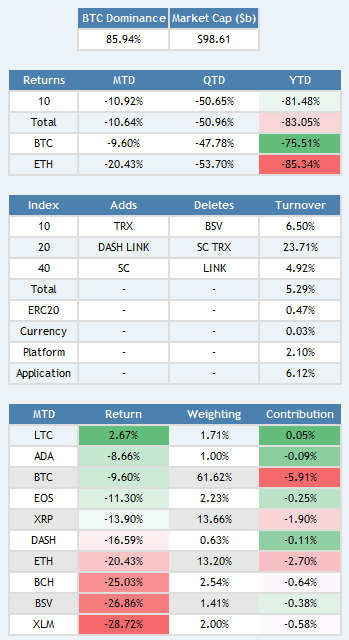 BTC Dominance Market Cap ($b)
85.94% $98.61
Returns MTD QTD YTD
10 -10.92% -50.65% -81.48%
Total -10.64% -50.96% -83.05%
BTC -9.60% -47.78% -75.51%
ETH -20.43% -53.70% -85.34%
Index Adds Deletes Turnover
10 TRX BSV 6.50%
20 DASH LINK SC TRX 23.71%
40 SC LINK 4.92%
Total - - 5.29%
ERC20 - - 0.47%
Currency - - 0.03%
Platform - - 2.10%
Application - - 6.12%
MTD Return Weighting Contribution
LTC 2.67% 1.71% 0.05%
ADA -8.66% 1.00% -0.09%
BTC -9.60% 61.62% -5.91%
EOS -11.30% 2.23% -0.25%
XRP -13.90% 13.66% -1.90%
DASH -16.59% 0.63% -0.11%
ETH -20.43% 13.20% -2.70%
BCH -25.03% 2.54% -0.64%
BSV -26.86% 1.41% -0.38%
XLM -28.72% 2.00% -0.58%